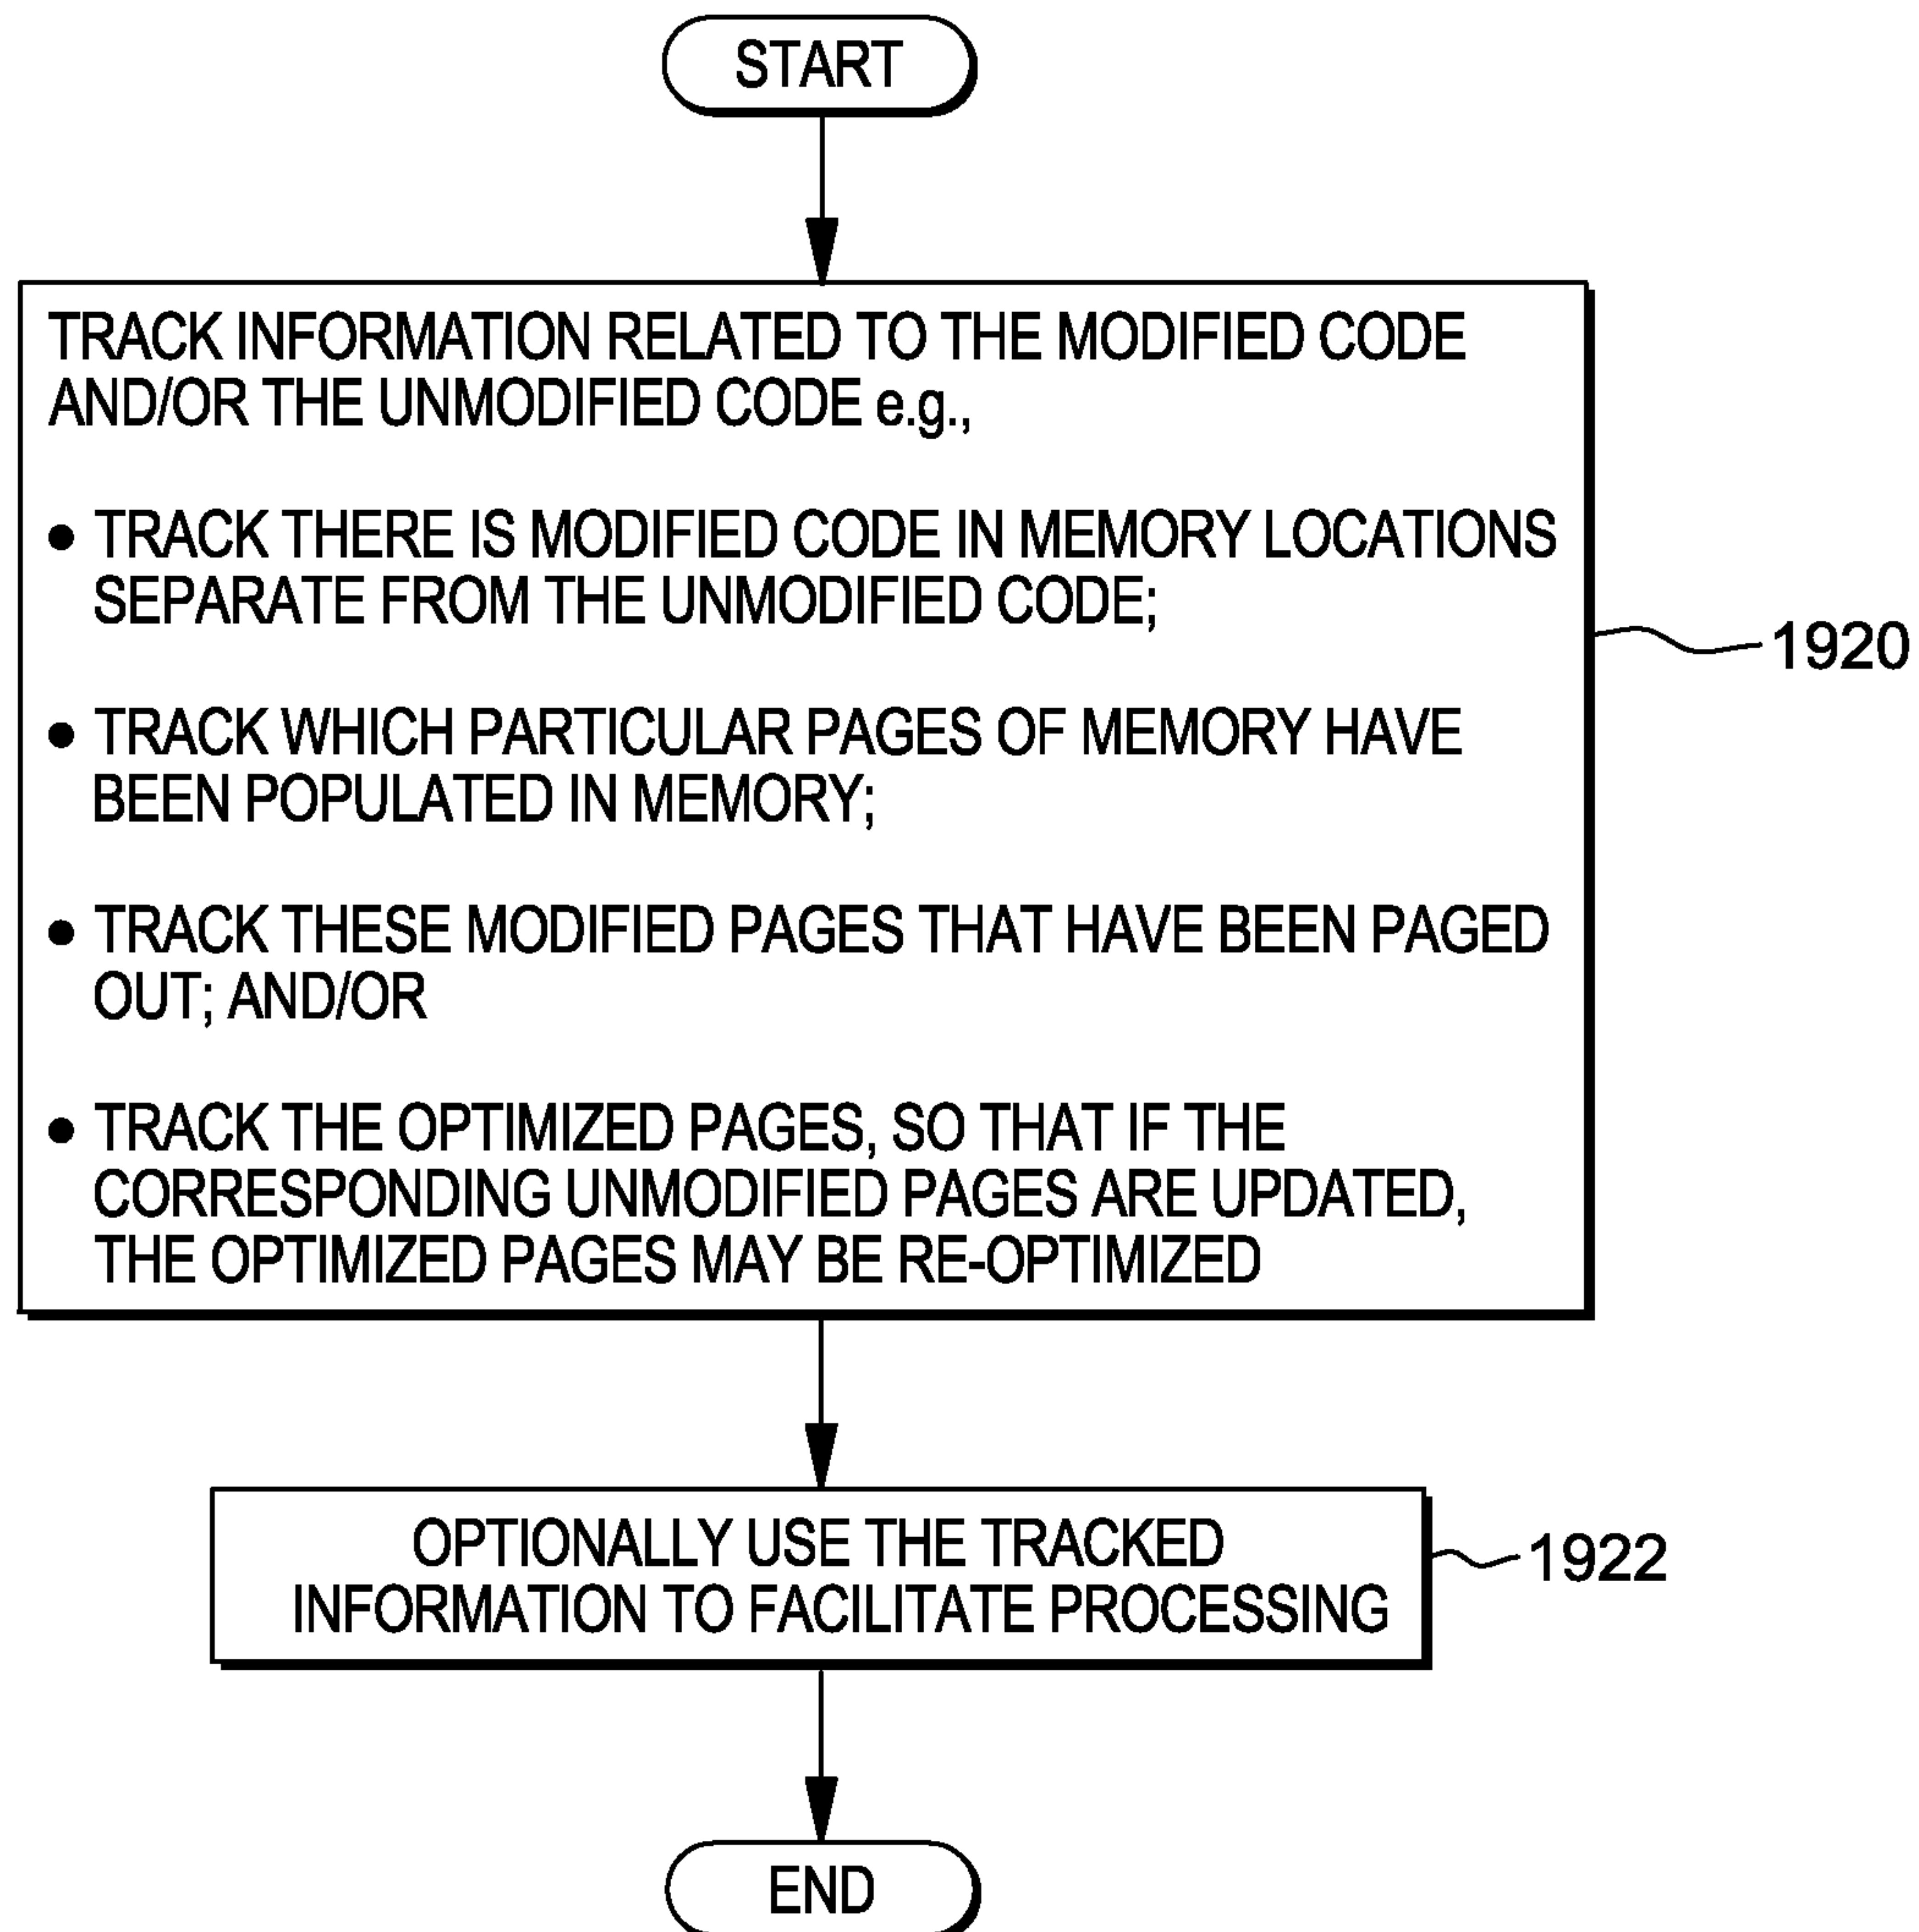 START
TRACK INFORMATION RELATED TO THE MODIFIED CODE
AND/OR THE UNMODIFIED CODE e.g.,
● TRACK THERE IS MODIFIED CODE IN MEMORY LOCATIONS
SEPARATE FROM THE UNMODIFIED CODE;
● TRACK WHICH PARTICULAR PAGES OF MEMORY HAVE
BEEN POPULATED IN MEMORY;
● TRACK THESE MODIFIED PAGES THAT HAVE BEEN PAGED
OUT; AND/OR
● TRACK THE OPTIMIZED PAGES, SO THAT IF THE
CORRESPONDING UNMODIFIED PAGES ARE UPDATED,
THE OPTIMIZED PAGES MAY BE RE-OPTIMIZED
1920
OPTIONALLY USE THE TRACKED
INFORMATION TO FACILITATE PROCESSING
1922
END